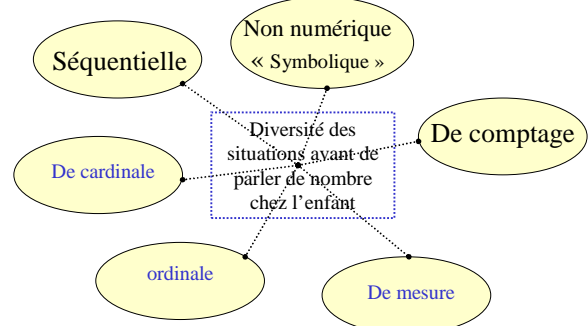 Non numérique
« Symbolique »
Séquentielle
De comptage
Diversité des
situations avant de
parler de nombre
chez l’enfant
De cardinale
ordinale
De mesure